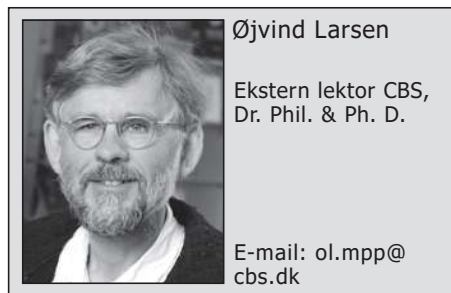 Øjvind Larsen
Ekstern lektor CBS,
Dr. Phil. & Ph. D.
E-mail: ol.mpp@
cbs.dk